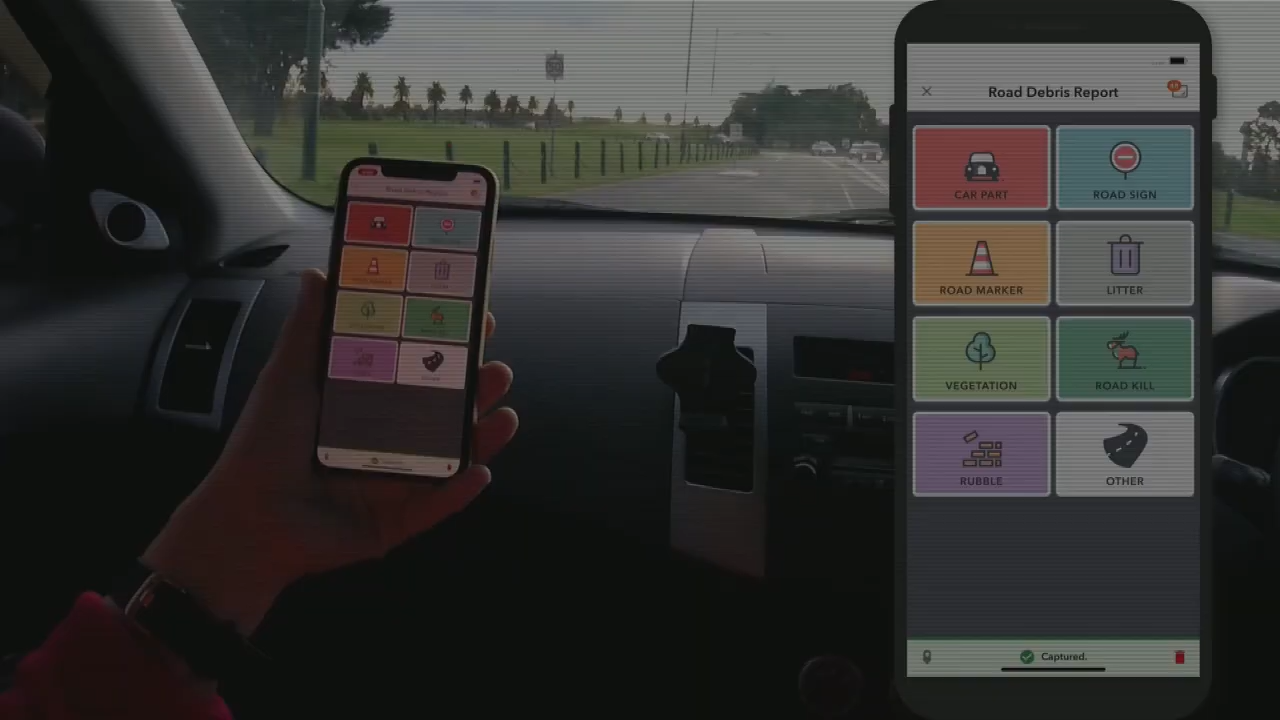 Road Debris Report
CAR PART
ROAD SIGN
ROAD MARKER
LITTER
VEGETATION
ROAD KILL
RUBBLE
OTHER
Captured.